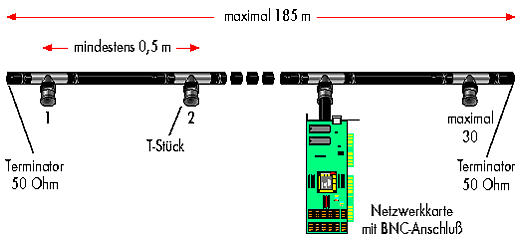 maximal 185 m
mindestens 0,5 m
1
2
maximal
30
T-Stück
Terminator
50 Ohm
Terminator
50 Ohm
Netzwerkkarte
mit BNC-Anschluß